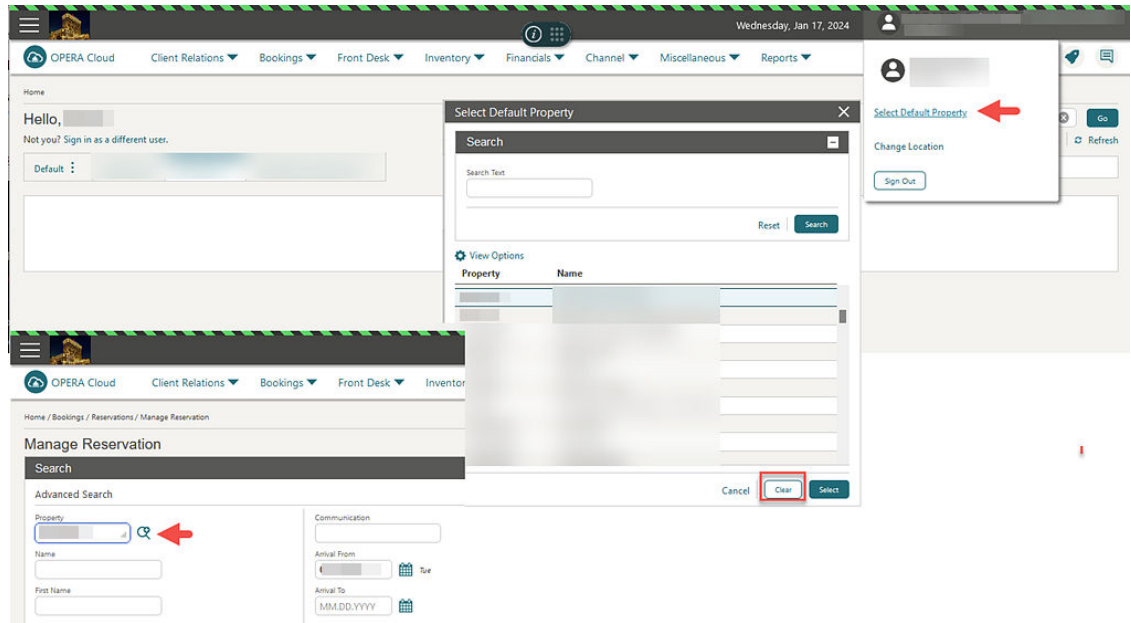 Wednesday, Jan 17, 2024
OPERA Cloud Client Relations Bookings Front Desk Inventory Financials Channel Miscellaneous Reports
Home
Hello,
Not you? Sign in as a different user.
Default
Select Default Property
Change Location
Sign Out
Go
Refresh
Select Default Property
Search
Search Text
Reset Search
View Options
Property Name
Cancel Clear Select
OPERA Cloud Client Relations Bookings Front Desk
Home / Bookings / Reservations / Manage Reservation
Manage Reservation
Search
Advanced Search
Property
Communication
Name
Arrival From
Tue
First Name
Arrival To
MM.DD.YYYY